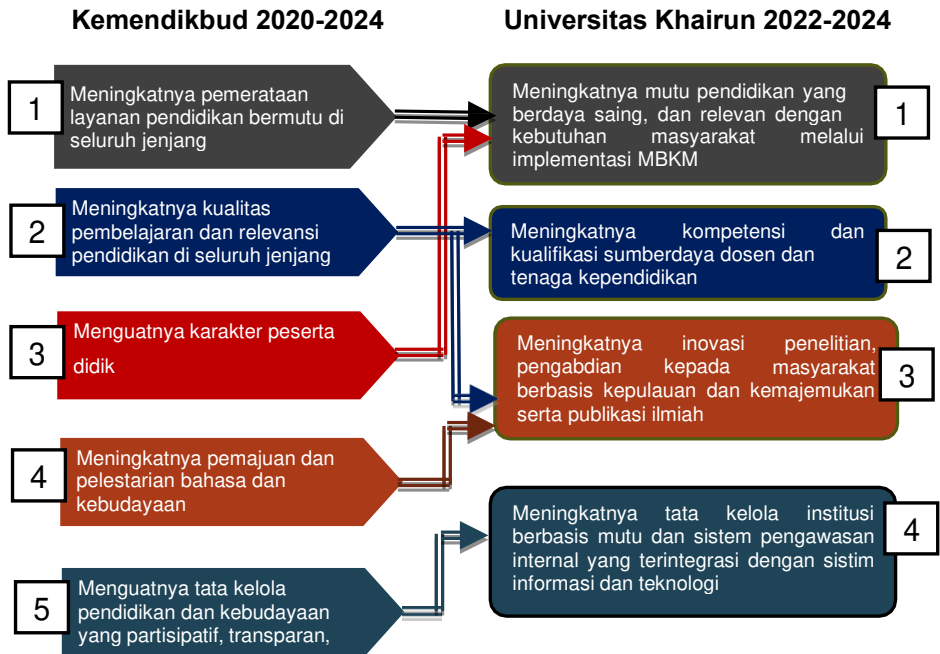 Kemendikbud 2020-2024
Universitas Khairun 2022-2024
1
Meningkatnya pemerataan
layanan pendidikan bermutu di
seluruh jenjang
2
Meningkatnya kualitas
pembelajaran dan relevansi
pendidikan di seluruh jenjang
3
Menguatnya karakter peserta
didik
4
Meningkatnya pemajuan dan
pelestarian bahasa dan
kebudayaan
5
Menguatnya tata kelola
pendidikan dan kebudayaan
yang partisipatif, transparan,
Meningkatnya mutu pendidikan yang
berdaya saing, dan relevan dengan
kebutuhan masyarakat melalui
implementasi MBKM
1
Meningkatnya kompetensi dan
kualifikasi sumberdaya dosen dan
tenaga kependidikan
2
Meningkatnya inovasi penelitian,
pengabdian kepada masyarakat
berbasis kepulauan dan kemajemukan
serta publikasi ilmiah
3
Meningkatnya tata kelola institusi
berbasis mutu dan sistem pengawasan
internal yang terintegrasi dengan sistim
informasi dan teknologi
4